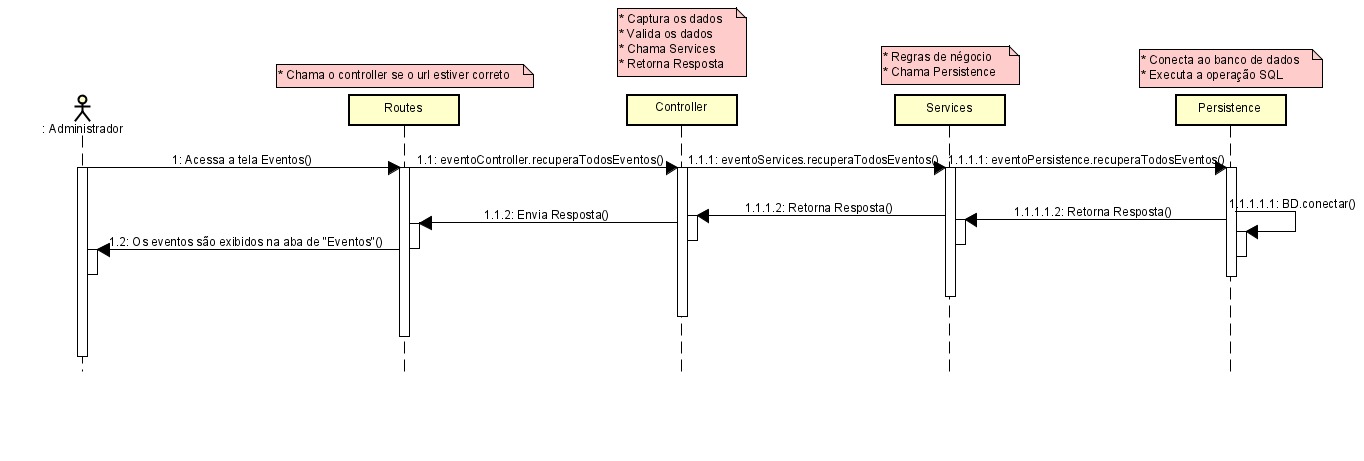 * Captura os dados
* Valida os dados
* Chama Services
* Retorna Resposta
* Regras de négocio
* Chama Persistence
* Conecta ao banco de dados
* Executa a operação SQL
* Chama o controller se o url estiver correto
: Administrador
Routes
Controller
Services
Persistence
1: Acessa a tela Eventos()
1.1: eventoController.recuperaTodosEventos()
1.1.1: eventoServices.recuperaTodosEventos()
1.1.1.1: eventoPersistence.recuperaTodosEventos()
1.1.1.1.1: BD.conectar()
1.1.1.1.2: Retorna Resposta()
1.1.1.2: Retorna Resposta()
1.1.2: Envia Resposta()
1.2: Os eventos são exibidos na aba de "Eventos"()